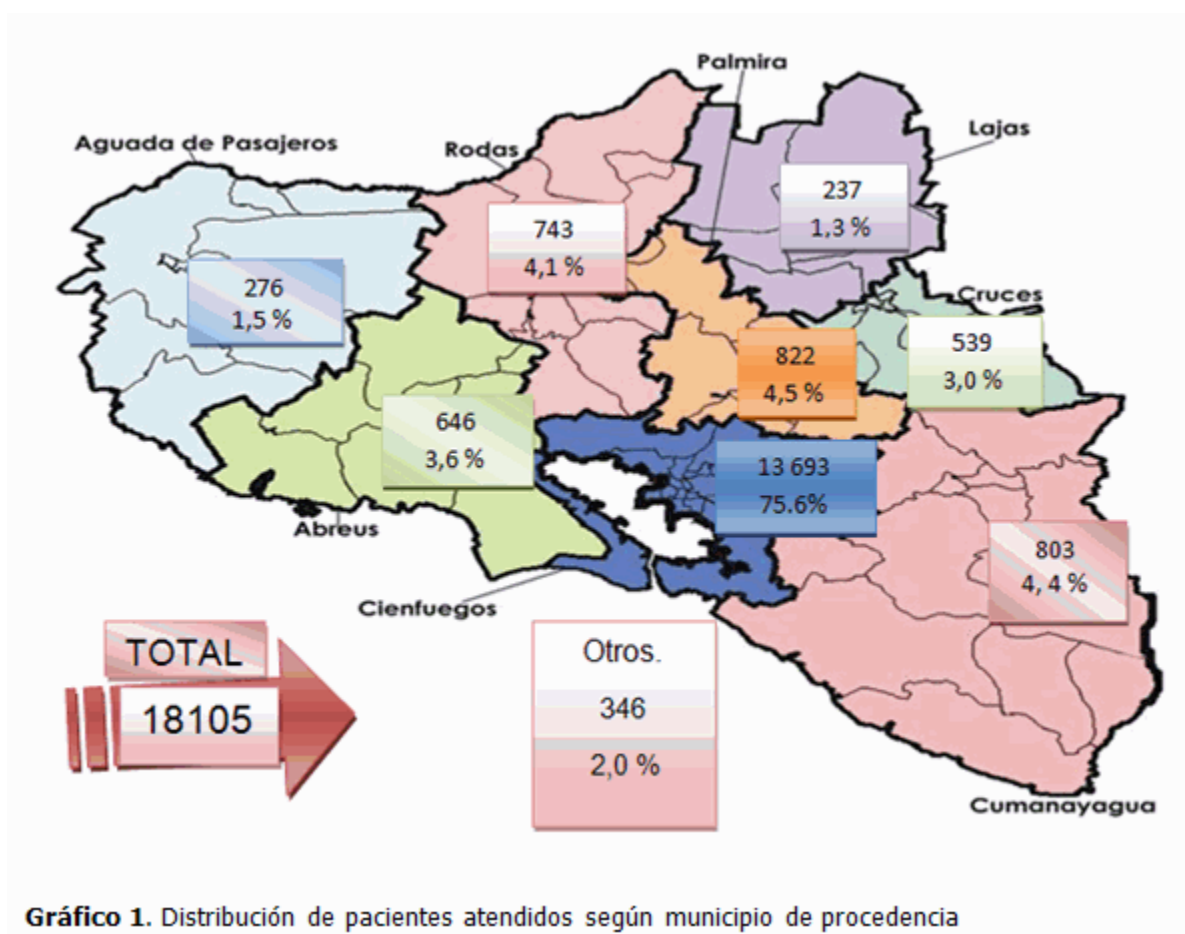 Palmira
Lajas
Aguada de Pasajeros
Rodas
237
1,3 %
743
4,1 %
276
1,5 %
Cruces
539
3,0 %
822
4,5 %
646
3,6 %
13 693
75.6%
Abreus
803
4, 4 %
Cienfuegos
TOTAL
18105
Otros.
346
2,0 %
Cumanayagua
Gráfico 1. Distribución de pacientes atendidos según municipio de procedencia